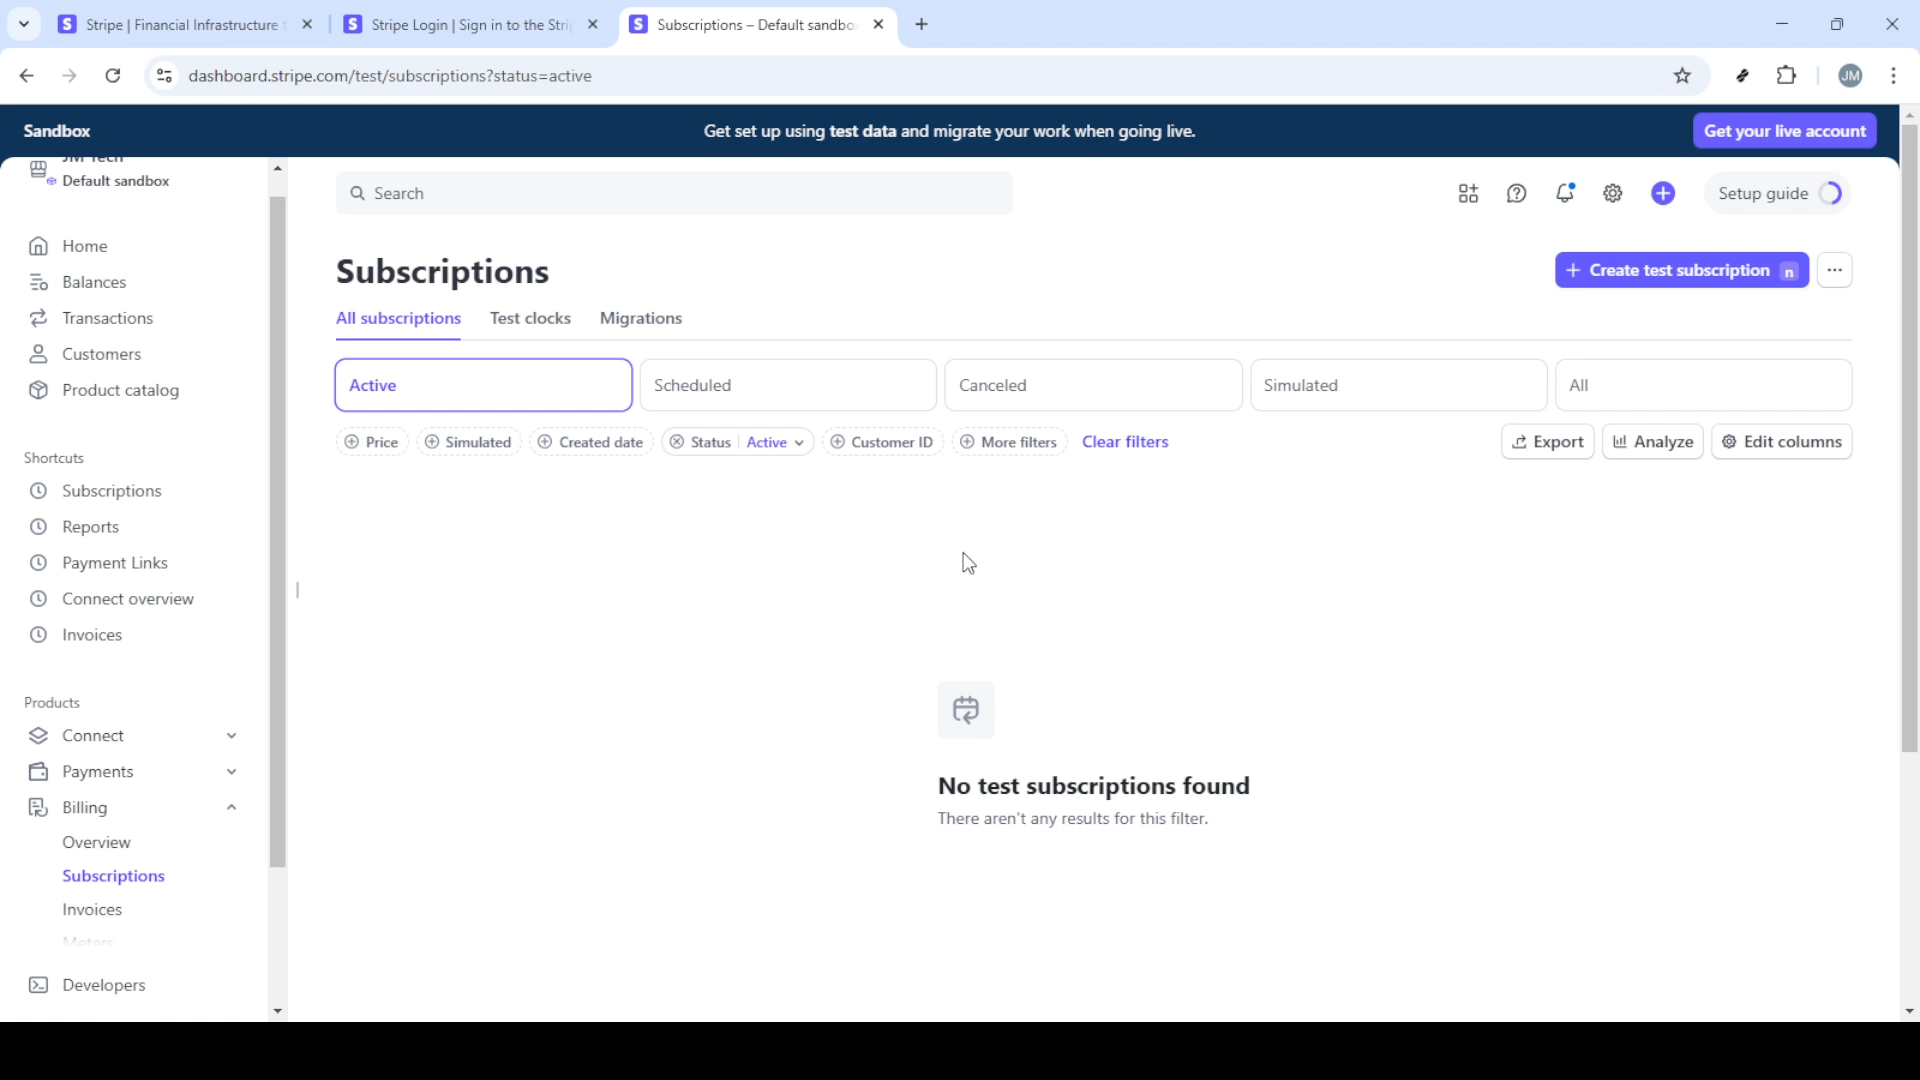 Stripe | Financial Infrastructure t
Stripe Login | Sign in to the Stri
Subscriptions – Default sandbo
dashboard.stripe.com/test/subscriptions?status=active
JM
Sandbox
Get set up using test data and migrate your work when going live.
Get your live account
JM Tech
Default sandbox
Search
Setup guide
Home
Balances
Transactions
Customers
Product catalog
Shortcuts
Subscriptions
Reports
Payment Links
Connect overview
Invoices
Products
Connect
Payments
Billing
Overview
Subscriptions
Invoices
Meters
Developers
Subscriptions
Create test subscription n
All subscriptions
Test clocks
Migrations
Active
Scheduled
Canceled
Simulated
All
Price
Simulated
Created date
Status | Active
Customer ID
More filters
Clear filters
Export
Analyze
Edit columns
No test subscriptions found
There aren't any results for this filter.